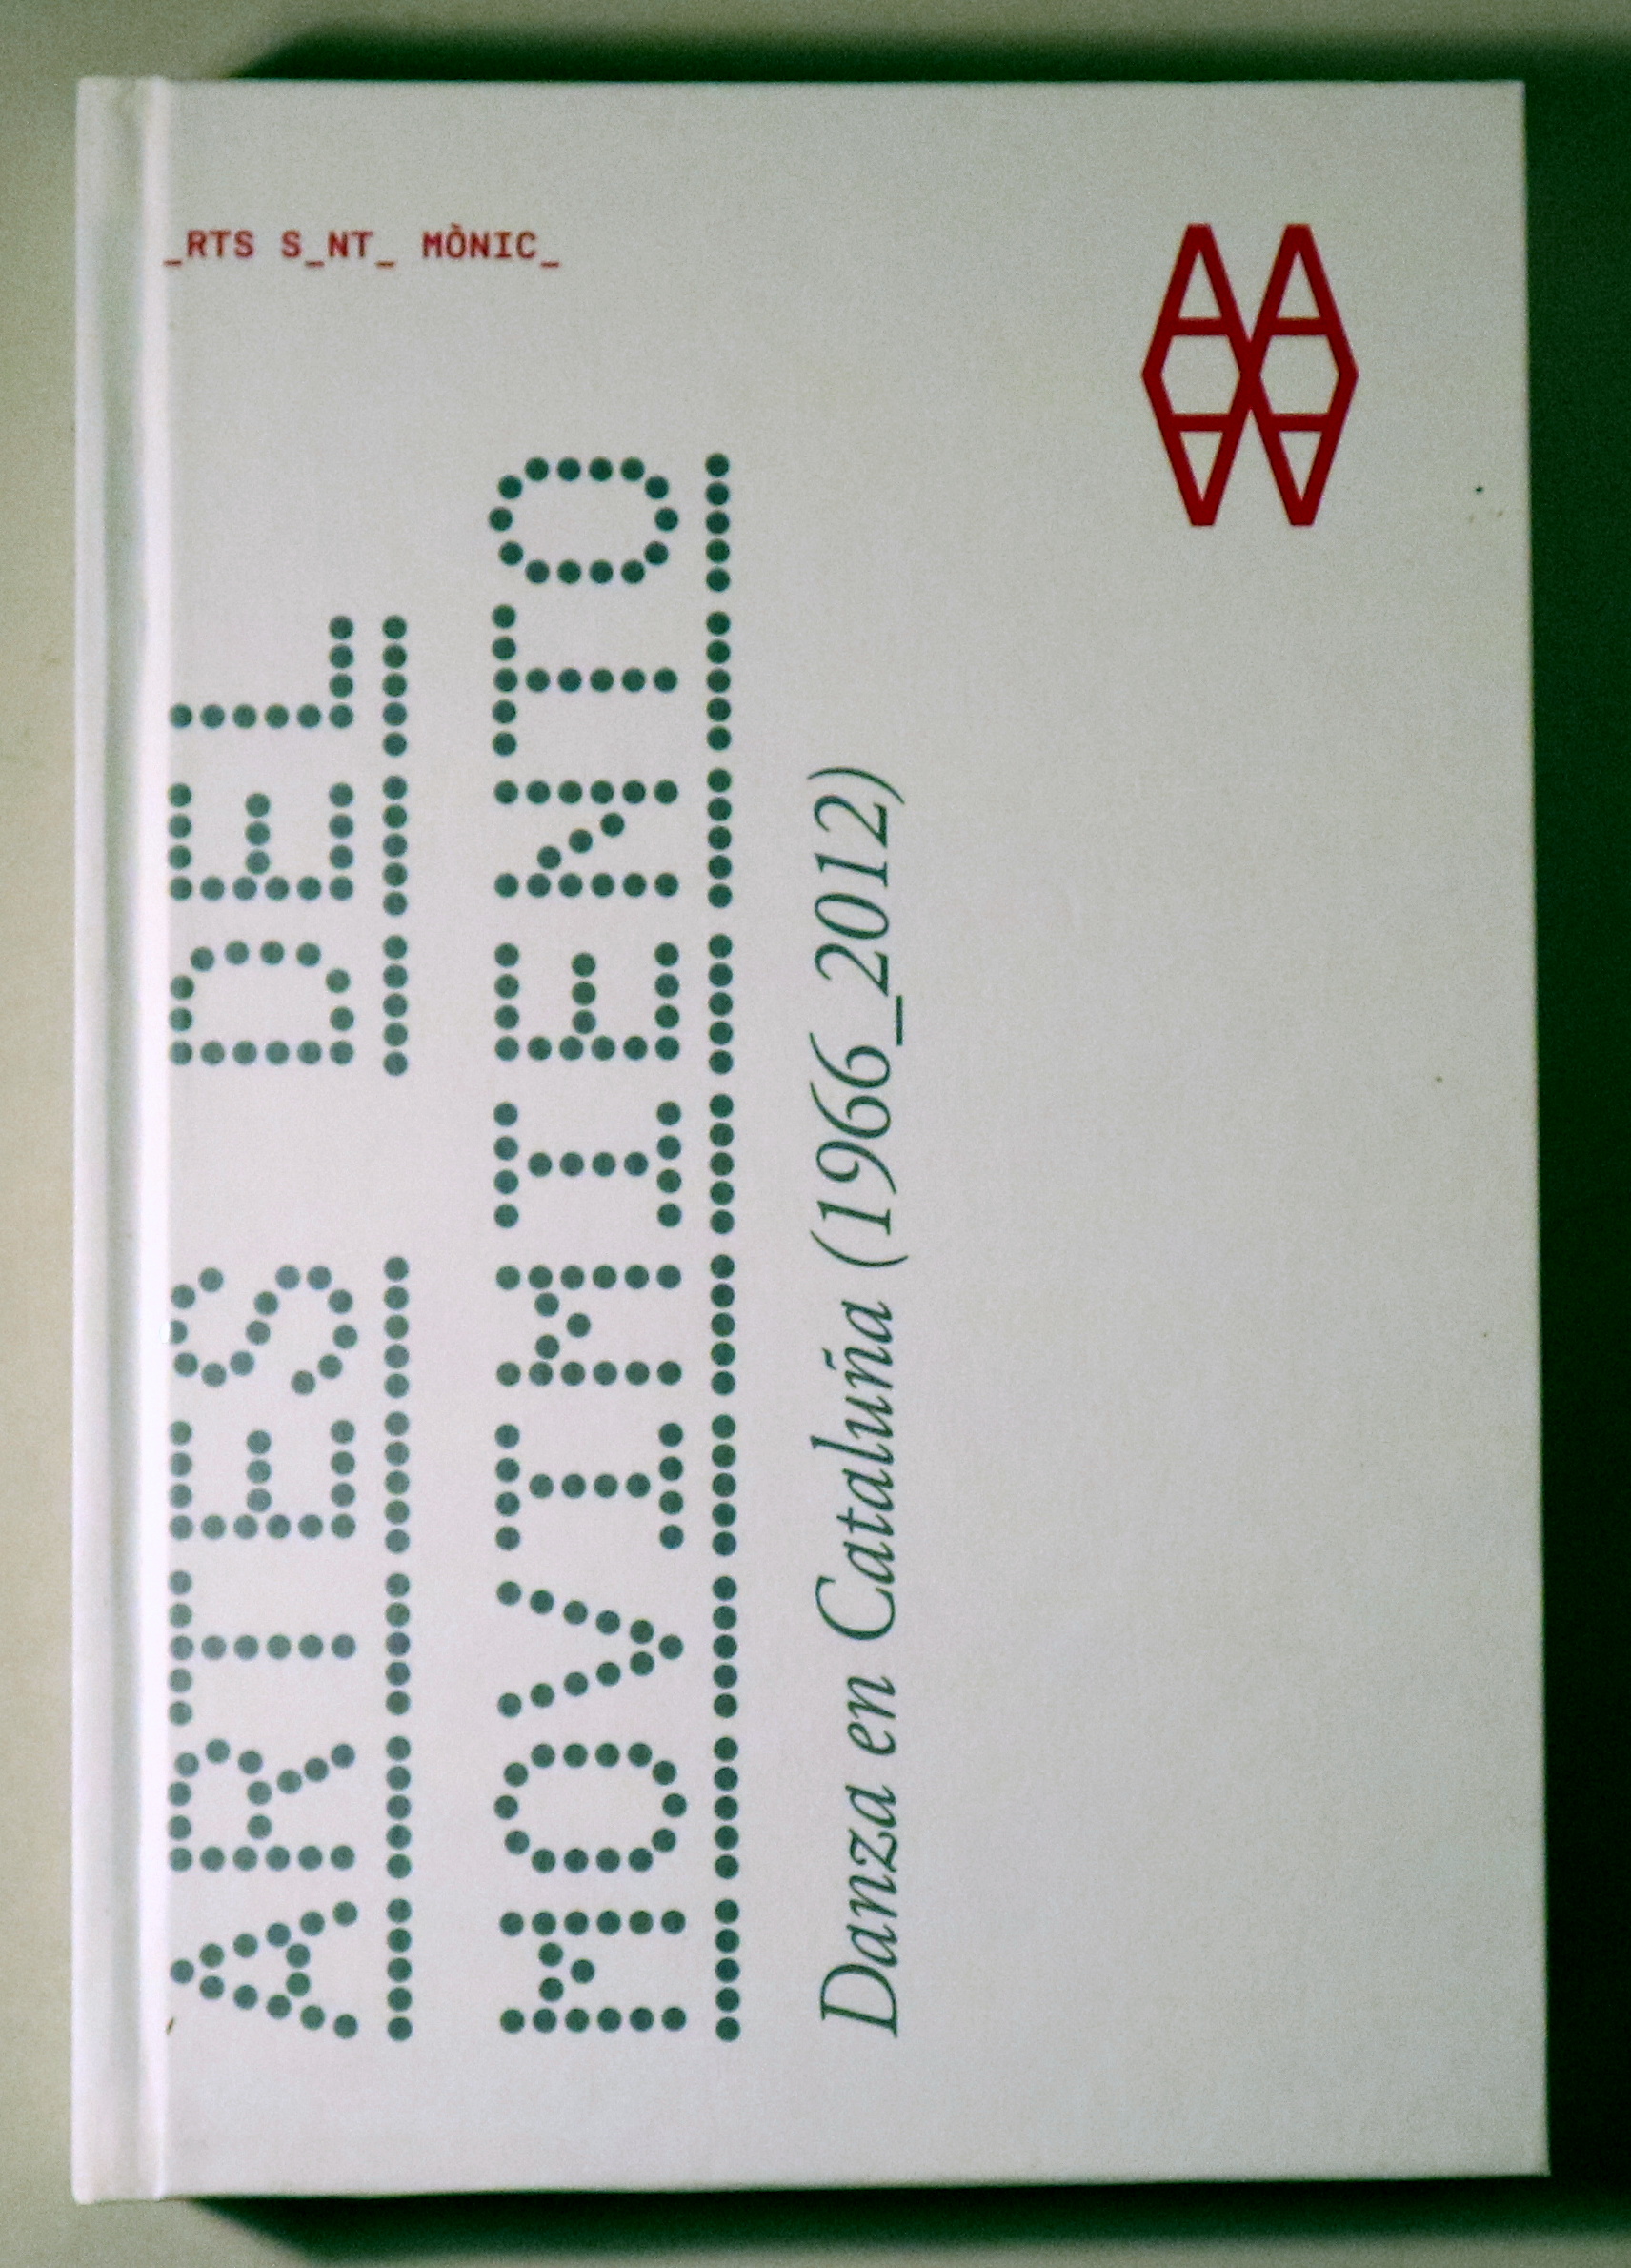 _RTS S_NT_ MÒNIC_
ARTES DEL
MOVIMIENTO
Danza en Cataluña (1966_2012)